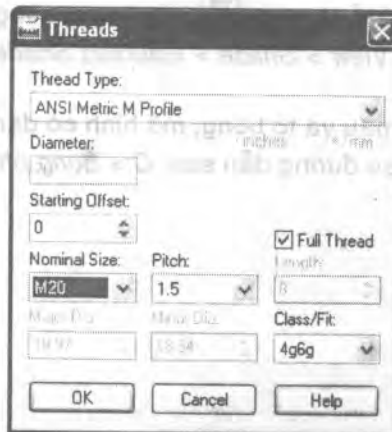 Threads
Thread Type:
ANSI Metric M Profile
Diameter:
inches mm
Starting Offset:
0
Full Thread
Nominal Size: Pitch: Length:
M20 1.5 8
Major Dia: Minor Dia: Class/Fit:
4g6g
OK Cancel Help